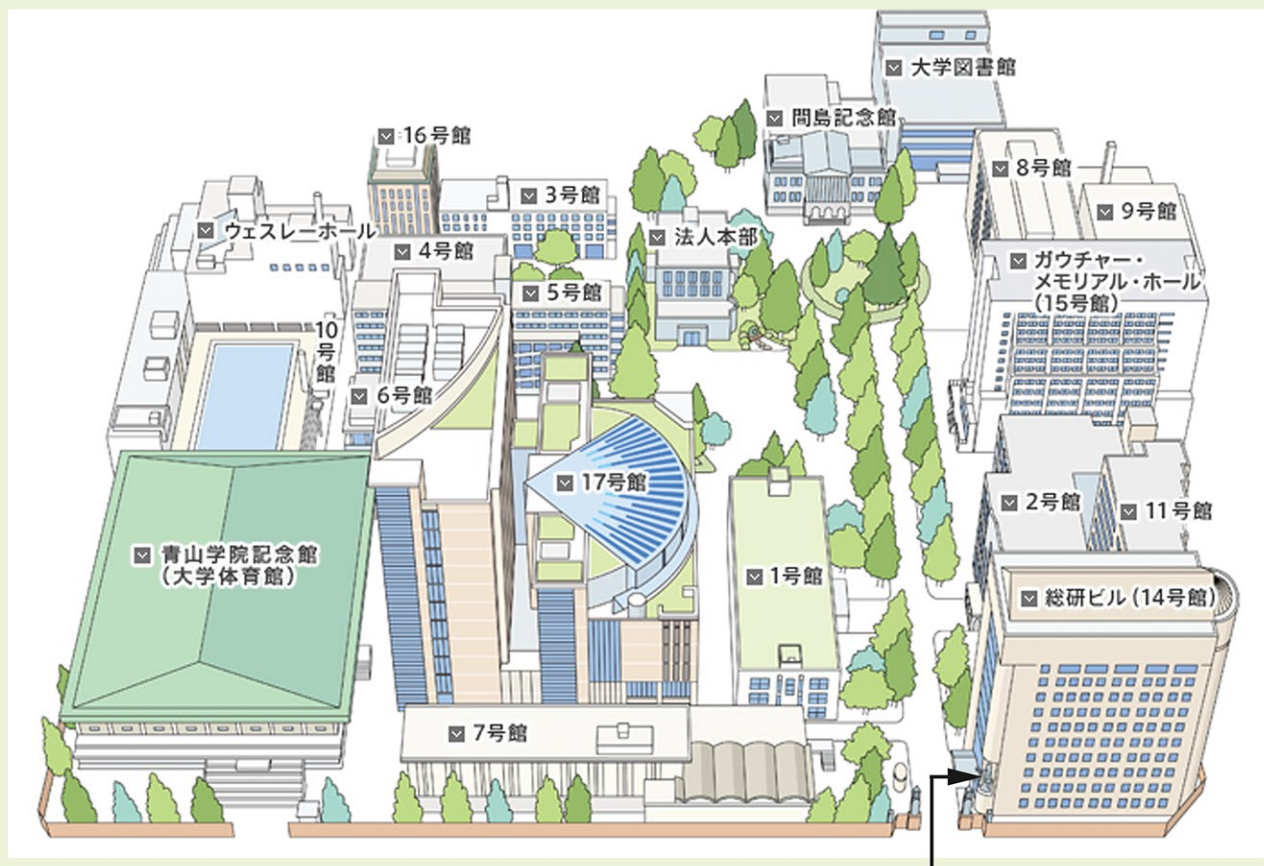 大学図書館
間島記念館
16号館
8号館
3号館
9号館
ウェスレーホール
4号館
法人本部
ガウチャー・
メモリアル・ホール
(15号館)
5号館
10号館
6号館
17号館
2号館
11号館
青山学院記念館
(大学体育館)
1号館
総研ビル(14号館)
7号館